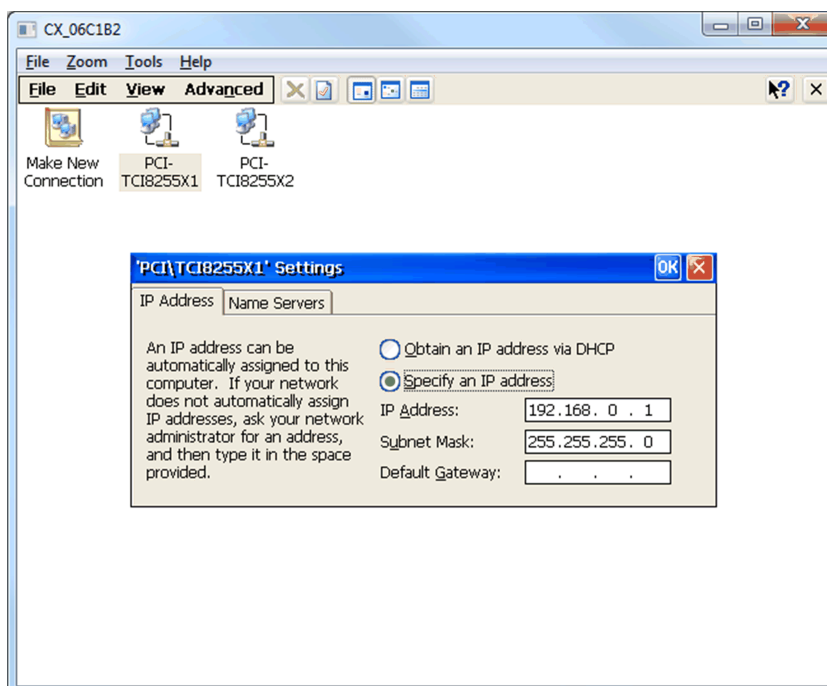 CX_06C1B2
File Zoom Tools Help
File Edit View Advanced
Make New
Connection
PCI-
TCI8255X1
PCI-
TCI8255X2
'PCI\TCI8255X1' Settings
OK
IP Address
Name Servers
An IP address can be
automatically assigned to this
computer. If your network
does not automatically assign
IP addresses, ask your network
administrator for an address,
and then type it in the space
provided.
Obtain an IP address via DHCP
Specify an IP address
IP Address: 192.168. 0 . 1
Subnet Mask: 255.255.255. 0
Default Gateway: . . .